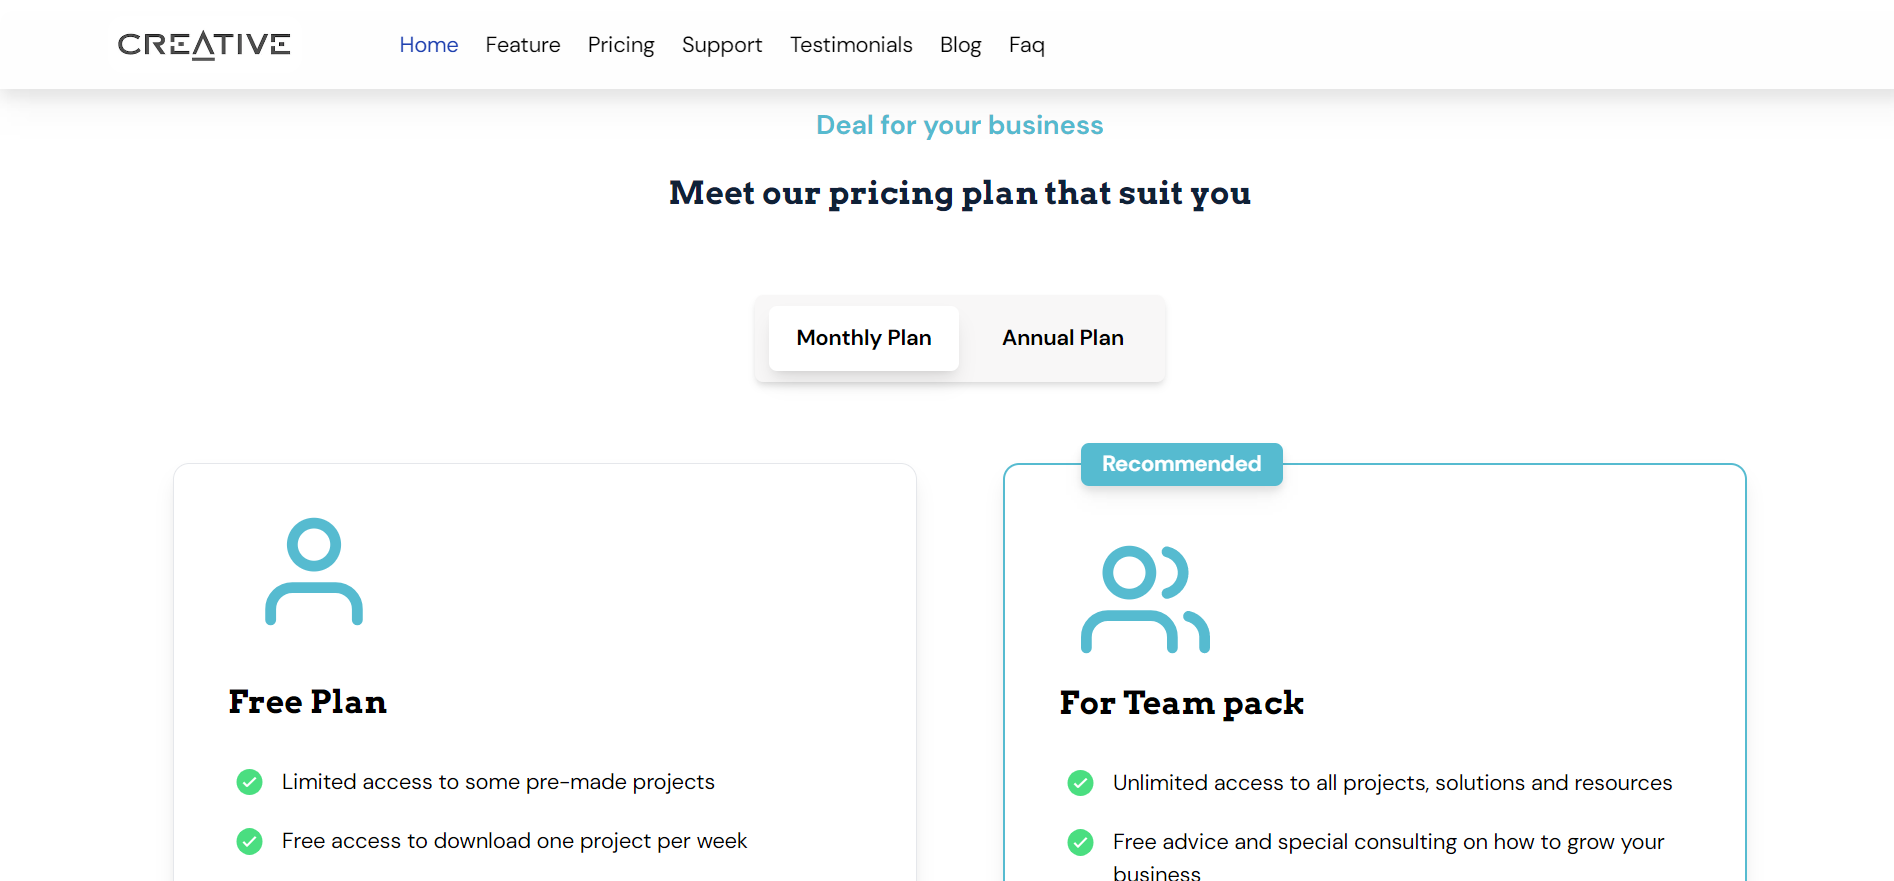 CREATIVE
Home Feature Pricing Support Testimonials Blog Faq
Deal for your business
Meet our pricing plan that suit you
Monthly Plan Annual Plan
Recommended
Free Plan
Limited access to some pre-made projects
Free access to download one project per week
For Team pack
Unlimited access to all projects, solutions and resources
Free advice and special consulting on how to grow your
business